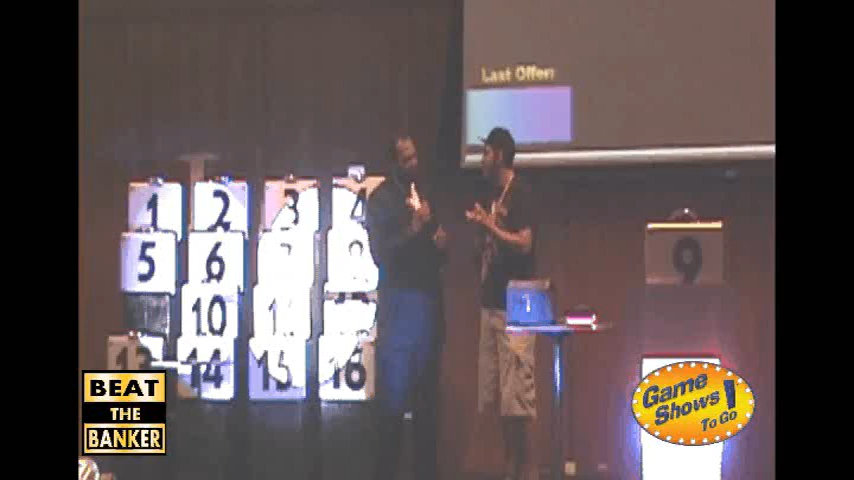 Last Offer:
1 2 3 4
5 6
10
13 14 15 16
9
BEAT
THE
BANKER
Game
Shows
To Go!